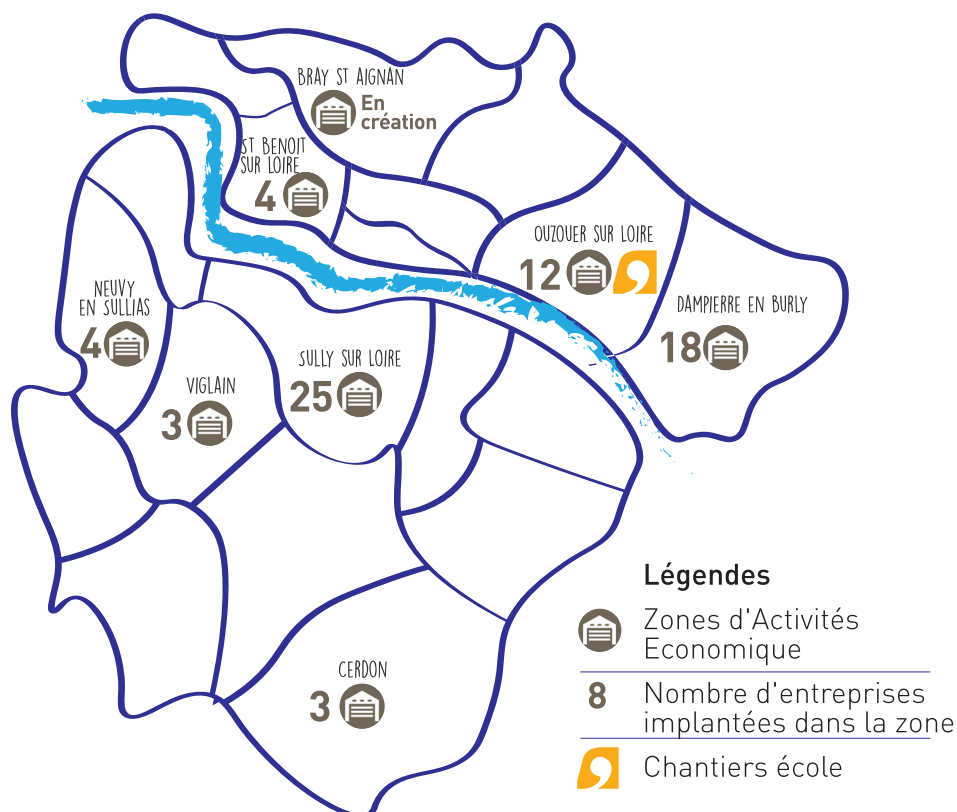 BRAY ST AIGNAN
En
création
ST BENOIT
SUR LOIRE
4
OUZOUER SUR LOIRE
12
NEUVY
EN SULLIAS
4
DAMPIERRE EN BURLY
18
SULLY SUR LOIRE
25
VIGLAIN
3
CERDON
3
Légendes
Zones d'Activités
Economique
8
Nombre d'entreprises
implantées dans la zone
Chantiers école